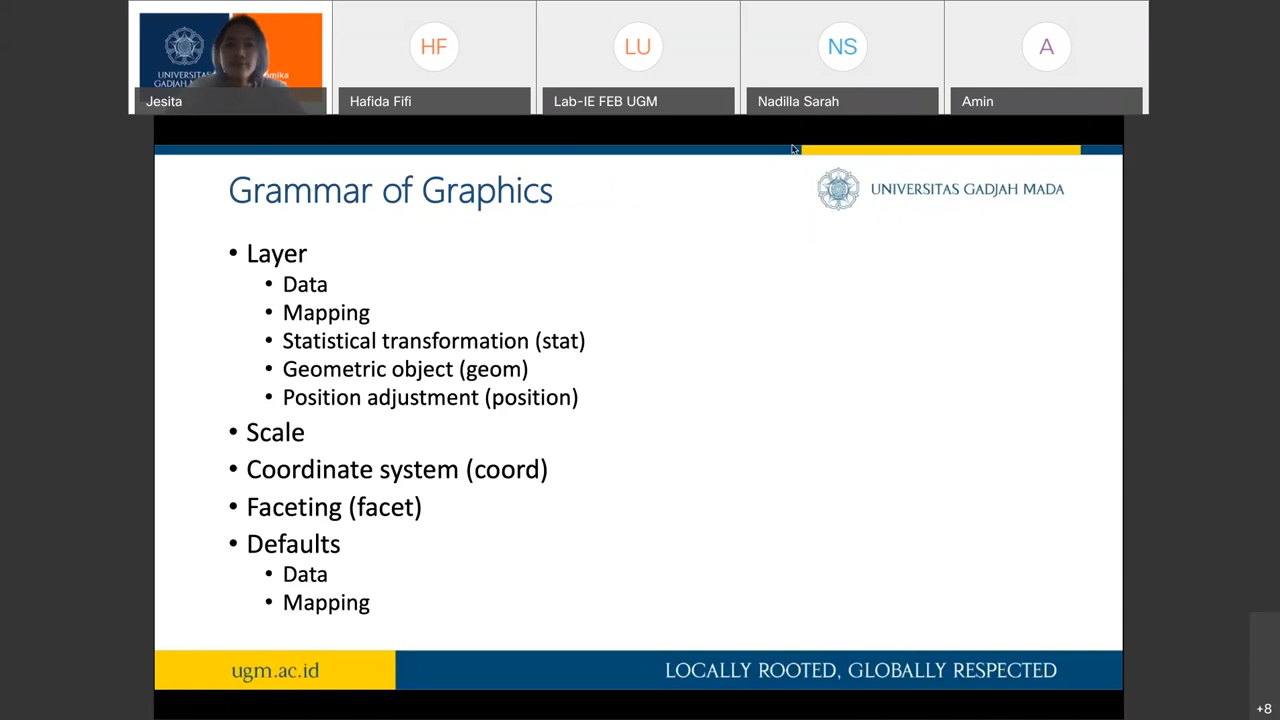 UNIVERSITAS
Jesita
HF
Hafida Fifi
LU
Lab-IE FEB UGM
NS
Nadilla Sarah
A
Amin
Grammar of Graphics
UNIVERSITAS GADJAH MADA
• Layer
• Data
• Mapping
• Statistical transformation (stat)
• Geometric object (geom)
• Position adjustment (position)
• Scale
• Coordinate system (coord)
• Faceting (facet)
• Defaults
• Data
• Mapping
ugm.ac.id
LOCALLY ROOTED, GLOBALLY RESPECTED
+8